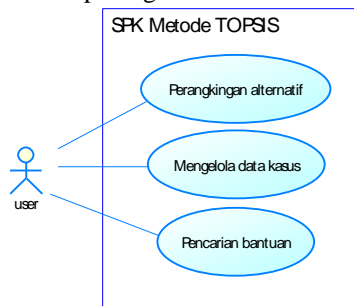 SPK Metode TOPSIS
Perangkingan alternatif
Mengelola data kasus
user
Pencarian bantuan